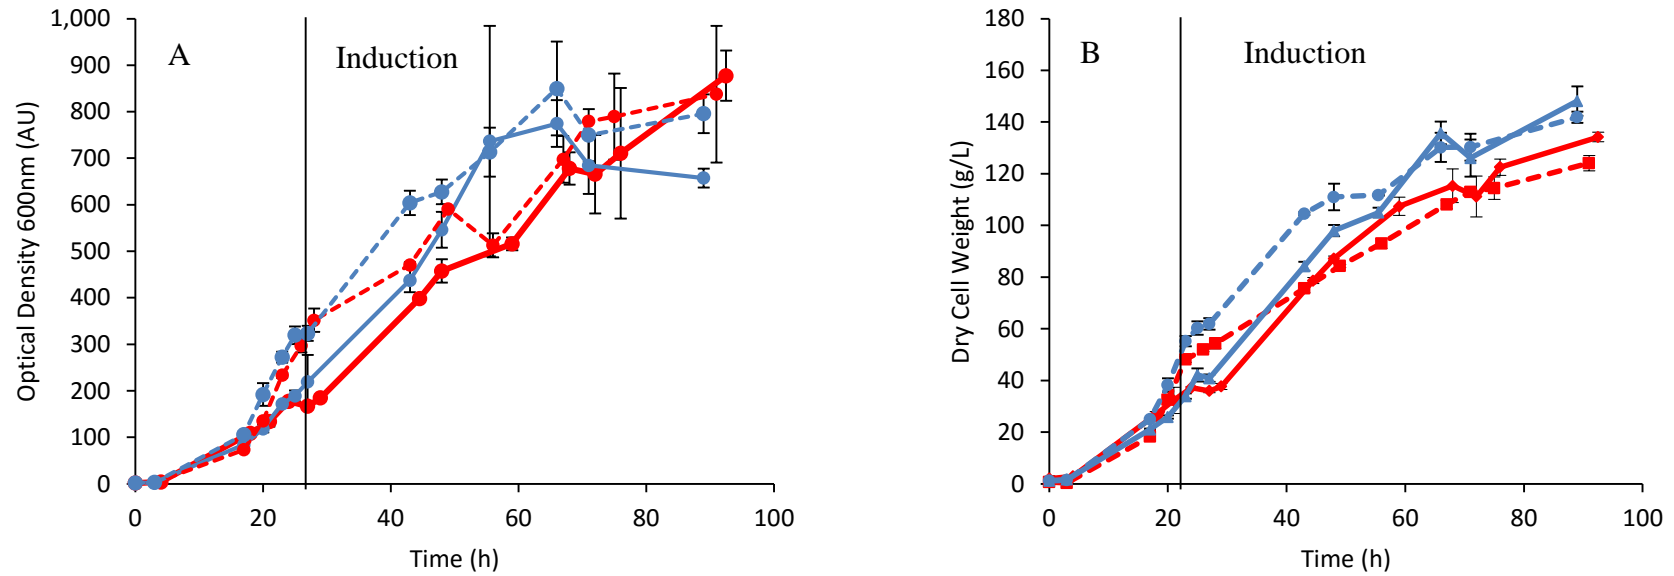 A
Induction
Optical Density 600nm (AU)
1,000
900
800
700
600
500
400
300
200
100
0
0 20 40 60 80 100
Time (h)
B
Induction
Dry Cell Weight (g/L)
180
160
140
120
100
80
60
40
20
0
0 20 40 60 80 100
Time (h)